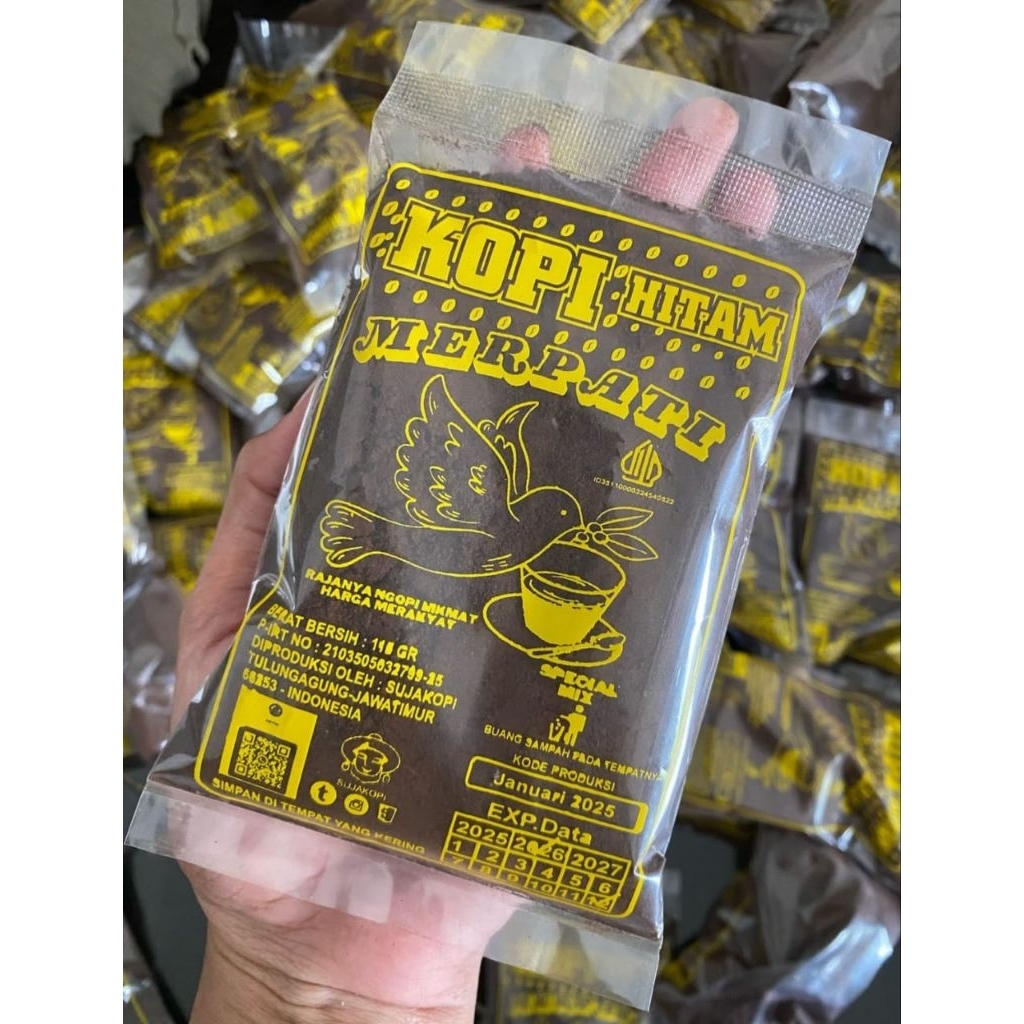 KOPI HITAM
MERPATI
RAJANYA NGOPI NIKMAT
HARGA MERAKYAT
BERAT BERSIH : GR
P-IRT NO : 2103505032799-25
DIPRODUKSI OLEH : SUJAKOPI
TULUNGAGUNG-JAWATIMUR
66253 - INDONESIA
SUJAKOPI
SIMPAN DI TEMPAT YANG KERING
SPECIAL
MIX
BUANG SAMPAH PADA TEMPATNYA
KODE PRODUKSI
Januari 2025
EXP.Data
2025 2026 2027
1 2 3 4 5 6
7 8 9 10 11 12
KOPI